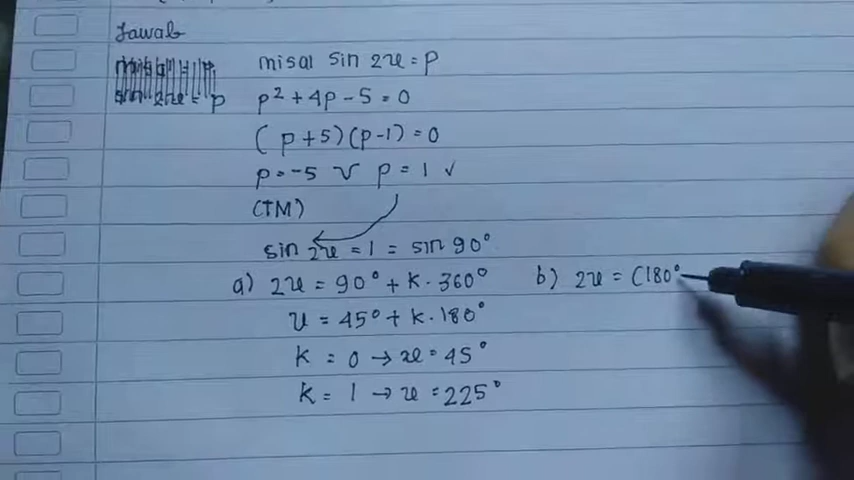 Jawab
misal sin 2x = p
p² + 4p - 5 = 0
(p+5)(p-1) = 0
p = -5 ∨ p = 1 ✓
(TM)
sin 2x = 1 = sin 90°
a) 2x = 90° + k · 360° b) 2x = (180°
x = 45° + k · 180°
k = 0 → x = 45°
k = 1 → x = 225°